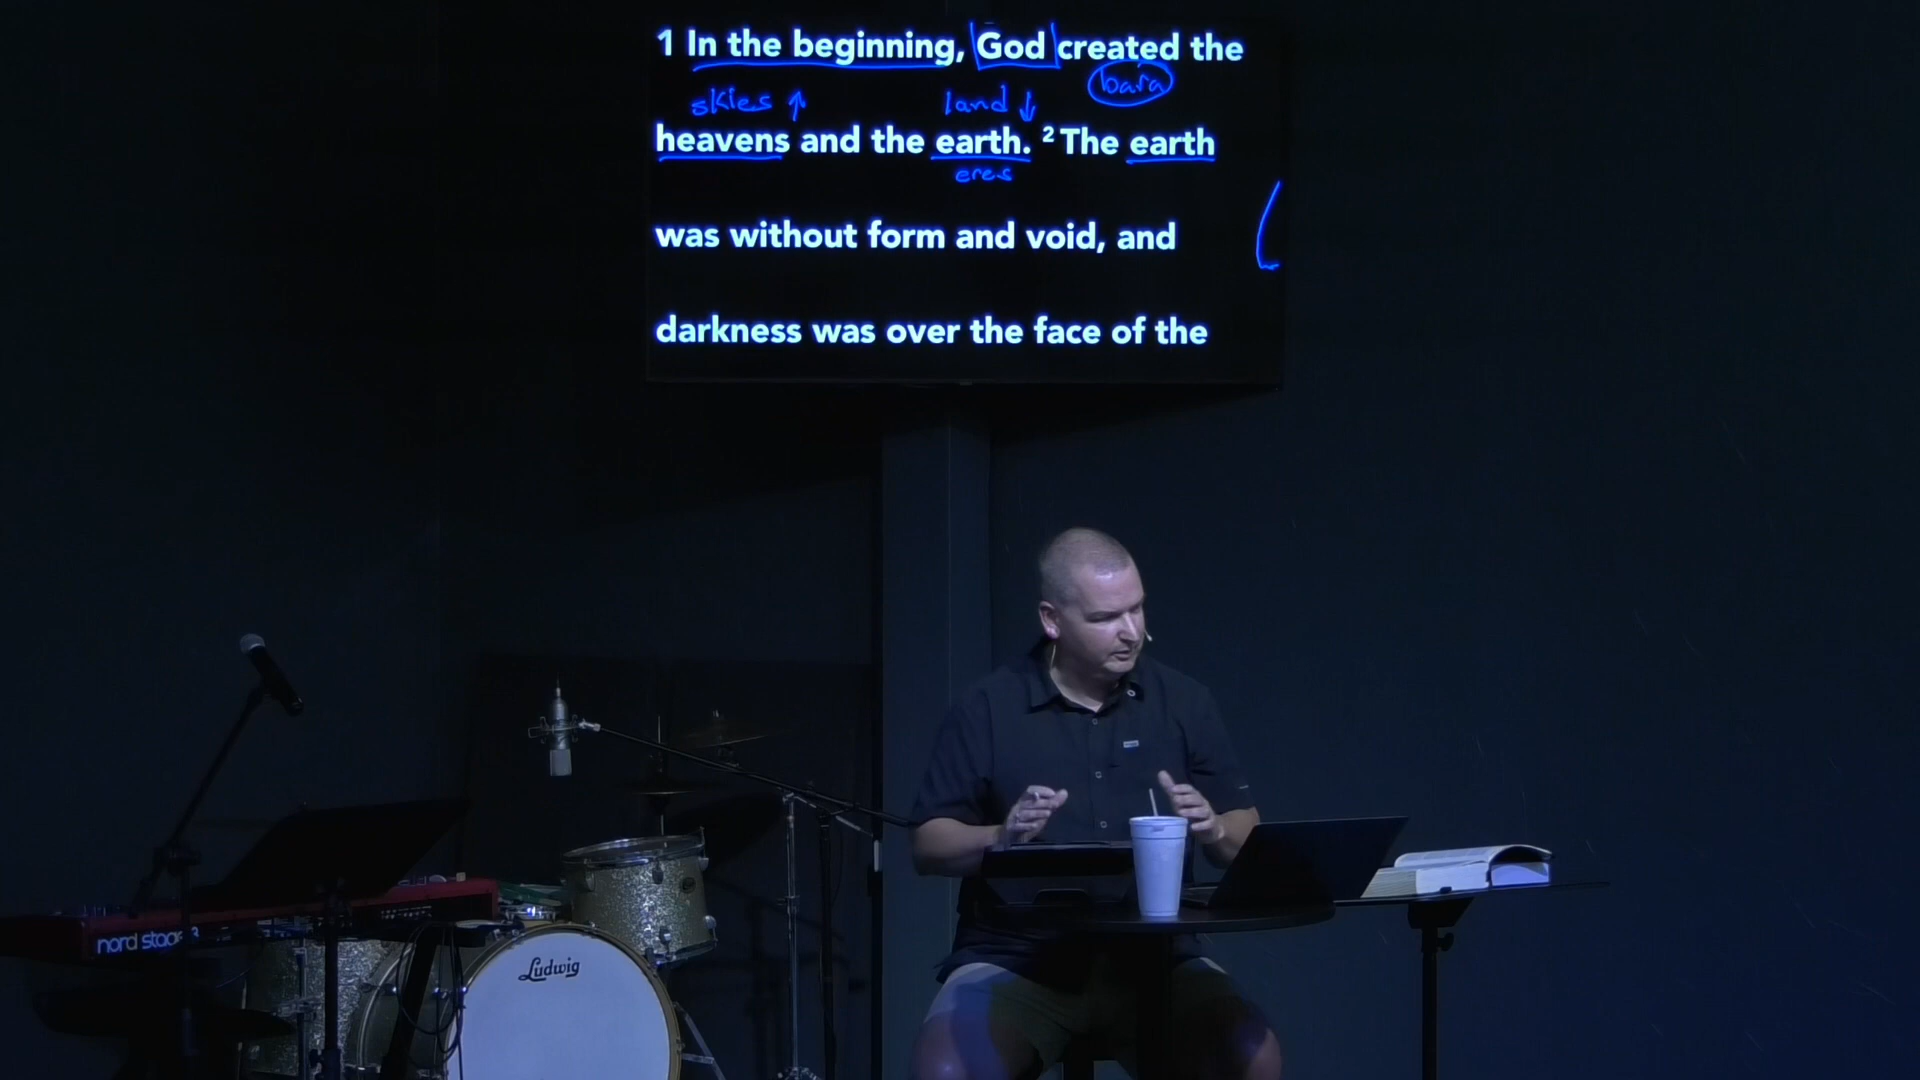 1 In the beginning, God created the
bara
skies ↑ land ↓
heavens and the earth. ² The earth
eres
was without form and void, and
darkness was over the face of the
nord stage 3
Ludwig